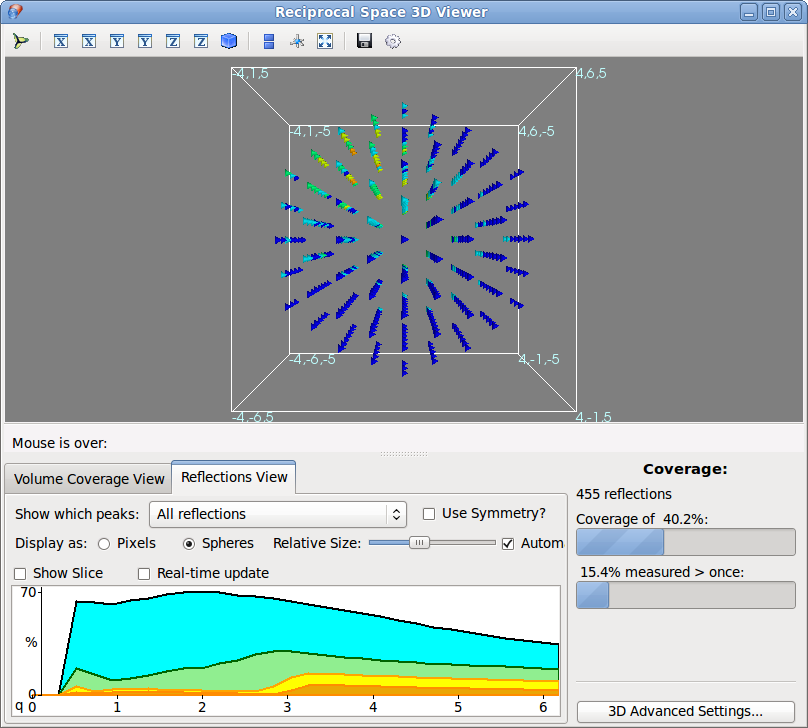 Reciprocal Space 3D Viewer
X X Y Y Z Z
-4,1,5 4,6,5
-4,1,-5 4,6,-5
-4,-6,-5 4,-1,-5
-4,-6,5 4,-1,5
Mouse is over:
Volume Coverage View Reflections View
Show which peaks: All reflections Use Symmetry?
Display as: Pixels Spheres Relative Size: Autom
Show Slice Real-time update
70
%
0
q 0 1 2 3 4 5 6
Coverage:
455 reflections
Coverage of 40.2%:
15.4% measured > once:
3D Advanced Settings...